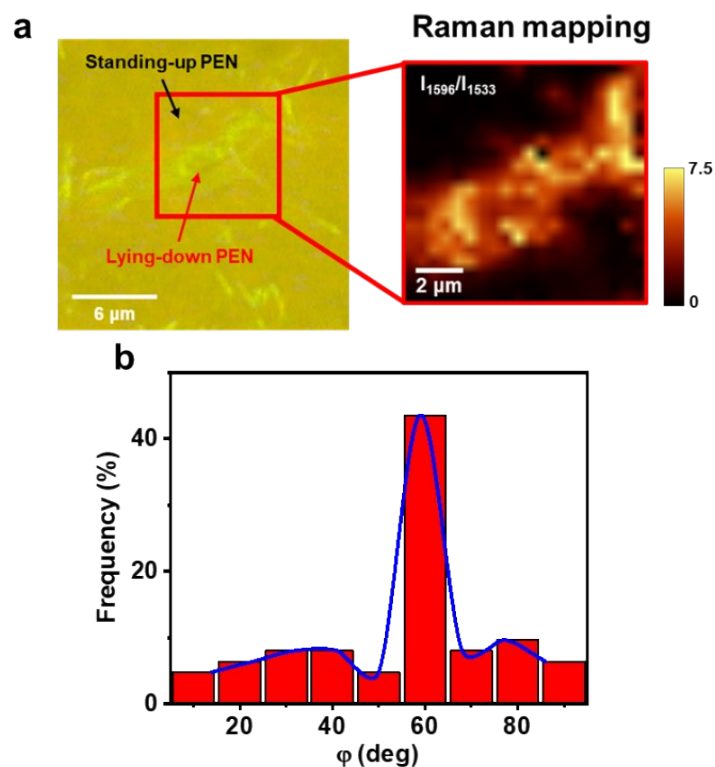 a
Raman mapping
Standing-up PEN
Lying-down PEN
6 µm
I1596/I1533
2 µm
7.5
0
b
Frequency (%)
40
20
0
20 40 60 80
φ (deg)